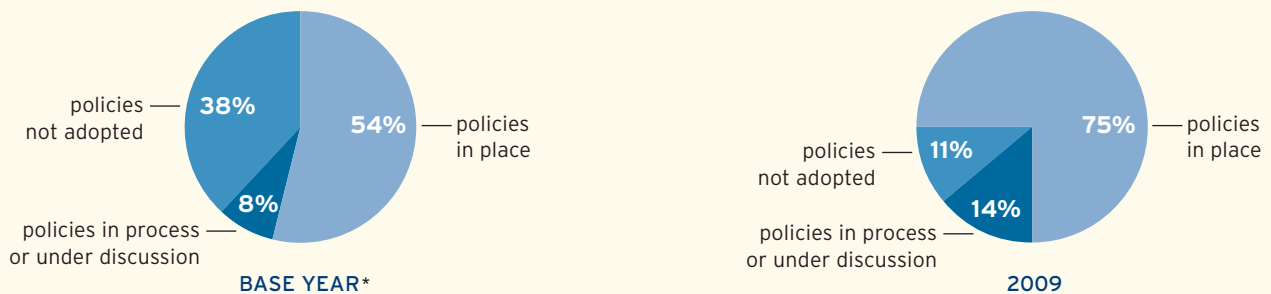 38%
policies
not adopted
54%
policies
in place
8%
policies in process
or under discussion
BASE YEAR*
75%
policies
in place
11%
policies
not adopted
14%
policies in process
or under discussion
2009